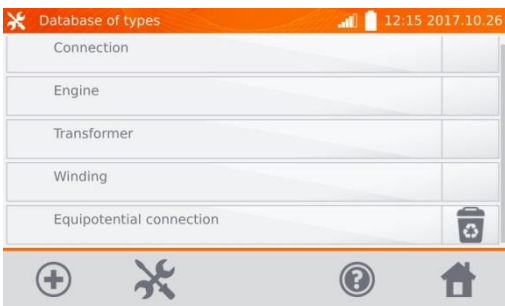 Database of types
12:15 2017.10.26
Connection
Engine
Transformer
Winding
Equipotential connection